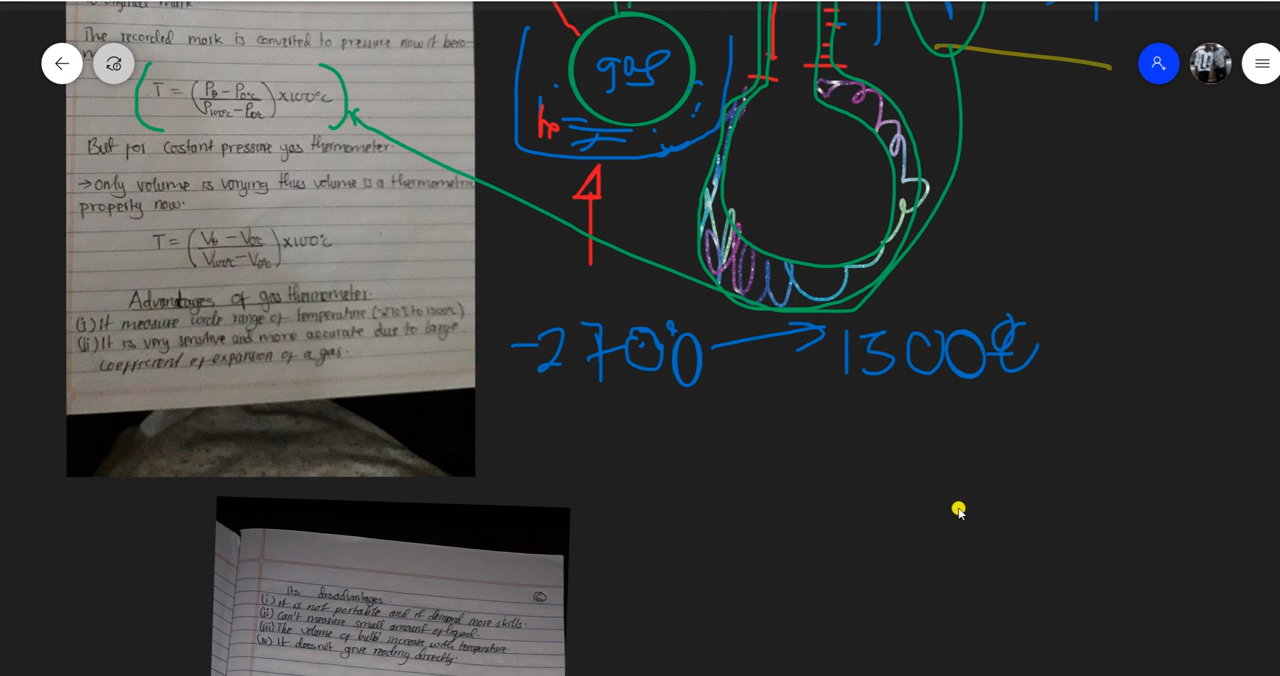 The recorded mark is converted to pressure now it beco-
T = (Pθ - P0°c / P100°c - P0°c) × 100°c
But for Costant pressure gas thermometer.
→ Only volume is varying thus volume is a thermometric
property now.
T = (Vθ - V0°c / V100°c - V0°c) × 100°c
Advantages of gas thermometer.
(i) It measure wide range of temperature (-270°c to 1500°c)
(ii) It is very sensitive and more accurate due to large
coefficient of expansion of a gas.
gas
-270°0 → 1500°C
Its disadvantages.
(i) It is not portable and it demand more skills.
(ii) Can't measure small amount of liquid.
(iii) The volume of bulb increase with temperature
(iv) It doesnot give reading directly.